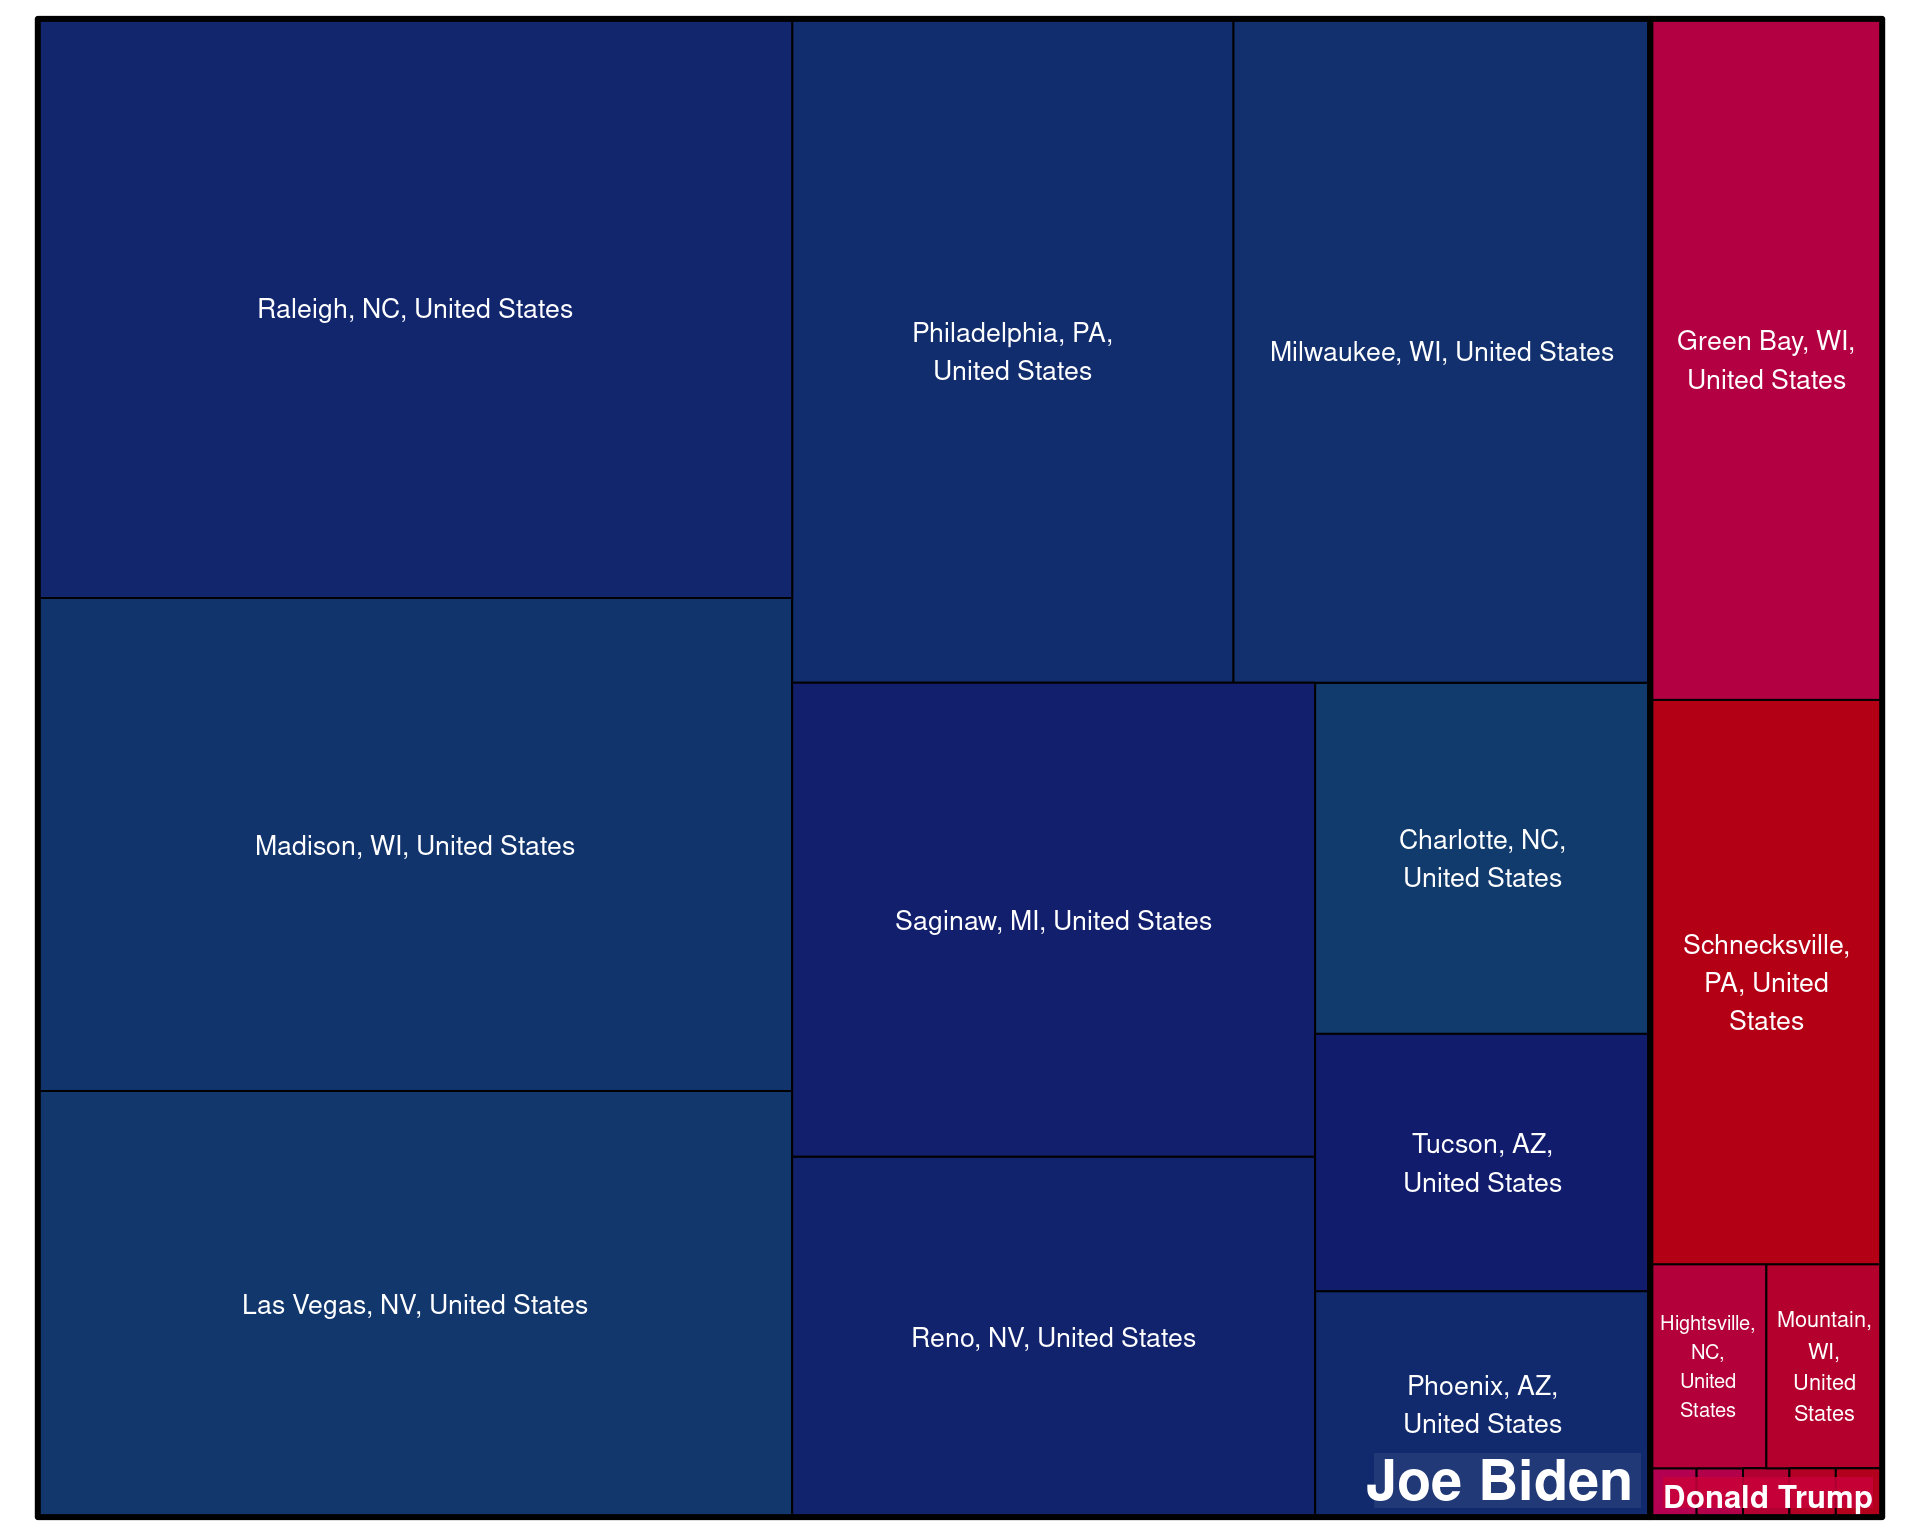 Raleigh, NC, United States
Philadelphia, PA,
United States
Milwaukee, WI, United States
Green Bay, WI,
United States
Madison, WI, United States
Saginaw, MI, United States
Charlotte, NC,
United States
Schnecksville,
PA, United
States
Tucson, AZ,
United States
Las Vegas, NV, United States
Reno, NV, United States
Phoenix, AZ,
United States
Hightsville,
NC,
United
States
Mountain,
WI,
United
States
Joe Biden
Donald Trump